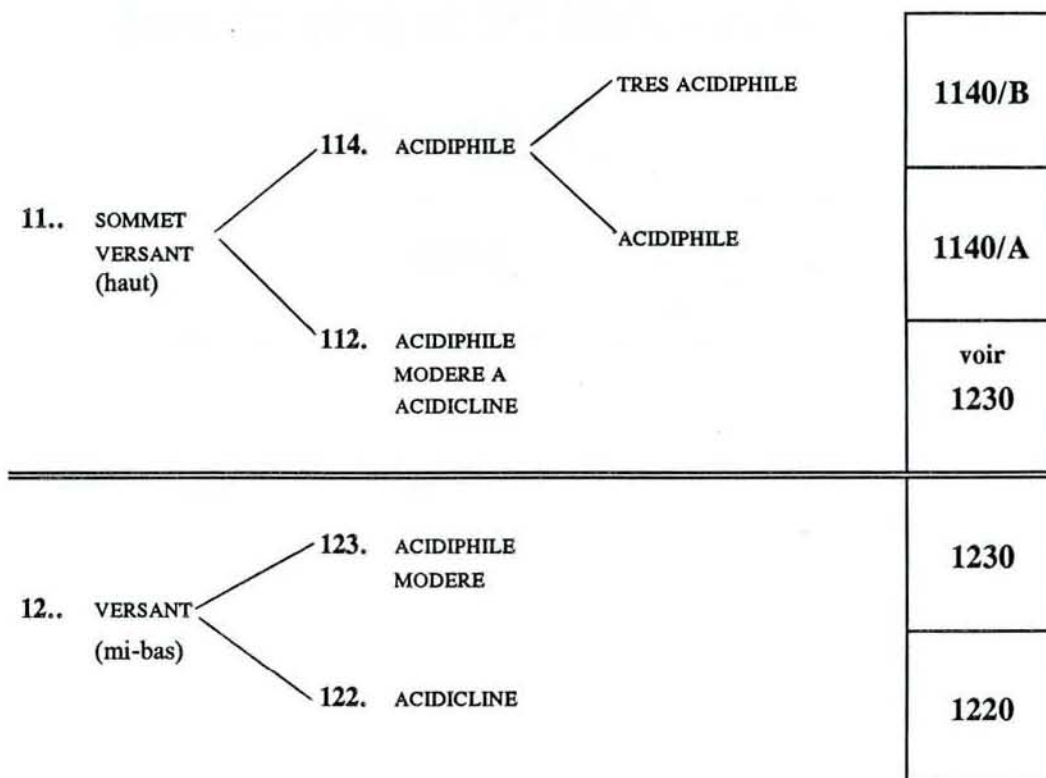 TRES ACIDIPHILE
1140/B
114. ACIDIPHILE
11.. SOMMET
VERSANT
(haut)
ACIDIPHILE
1140/A
112. ACIDIPHILE
MODERE A
ACIDICLINE
voir
1230
123. ACIDIPHILE
MODERE
1230
12.. VERSANT
(mi-bas)
122. ACIDICLINE
1220